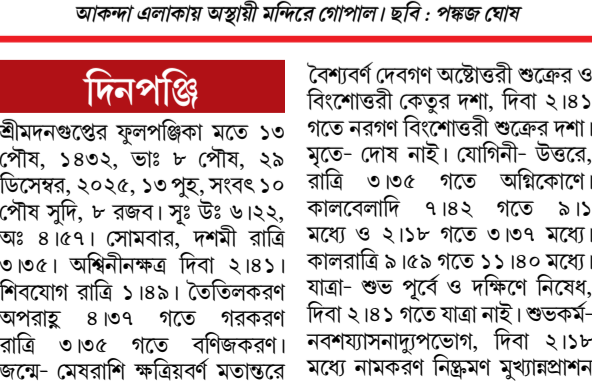 আকন্দা এলাকায় অস্থায়ী মন্দিরে গোপাল। ছবি : পঙ্কজ ঘোষ
দিনপঞ্জি
শ্রীমদনগুপ্তের ফুলপঞ্জিকা মতে ১৩
পৌষ, ১৪৩২, ভাঃ ৮ পৌষ, ২৯
ডিসেম্বর, ২০২৫, ১৩ পুহ, সংবৎ ১০
পৌষ সুদি, ৮ রজব। সূঃ উঃ ৬।২২,
অঃ ৪।৫৭। সোমবার, দশমী রাত্রি
৩।৩৫। অশ্বিনীনক্ষত্র দিবা ২।৪১।
শিবযোগ রাত্রি ১।৪৯। তৈতিলকরণ
অপরাহ্ণ ৪।৩৭ গতে গরকরণ
রাত্রি ৩।৩৫ গতে বণিজকরণ।
জন্মে- মেষরাশি ক্ষত্রিয়বর্ণ মতান্তরে
বৈশ্যবর্ণ দেবগণ অষ্টোত্তরী শুক্রের ও
বিংশোত্তরী কেতুর দশা, দিবা ২।৪১
গতে নরগণ বিংশোত্তরী শুক্রের দশা।
মৃতে- দোষ নাই। যোগিনী- উত্তরে,
রাত্রি ৩।৩৫ গতে অগ্নিকোণে।
কালবেলাদি ৭।৪২ গতে ৯।১
মধ্যে ও ২।১৮ গতে ৩।৩৭ মধ্যে।
কালরাত্রি ৯।৫৯ গতে ১১।৪০ মধ্যে।
যাত্রা- শুভ পূর্বে ও দক্ষিণে নিষেধ,
দিবা ২।৪১ গতে যাত্রা নাই। শুভকর্ম-
নবশয্যাসনাদ্যুপভোগ, দিবা ২।১৮
মধ্যে নামকরণ নিষ্ক্রমণ মুখ্যান্নপ্রাশন